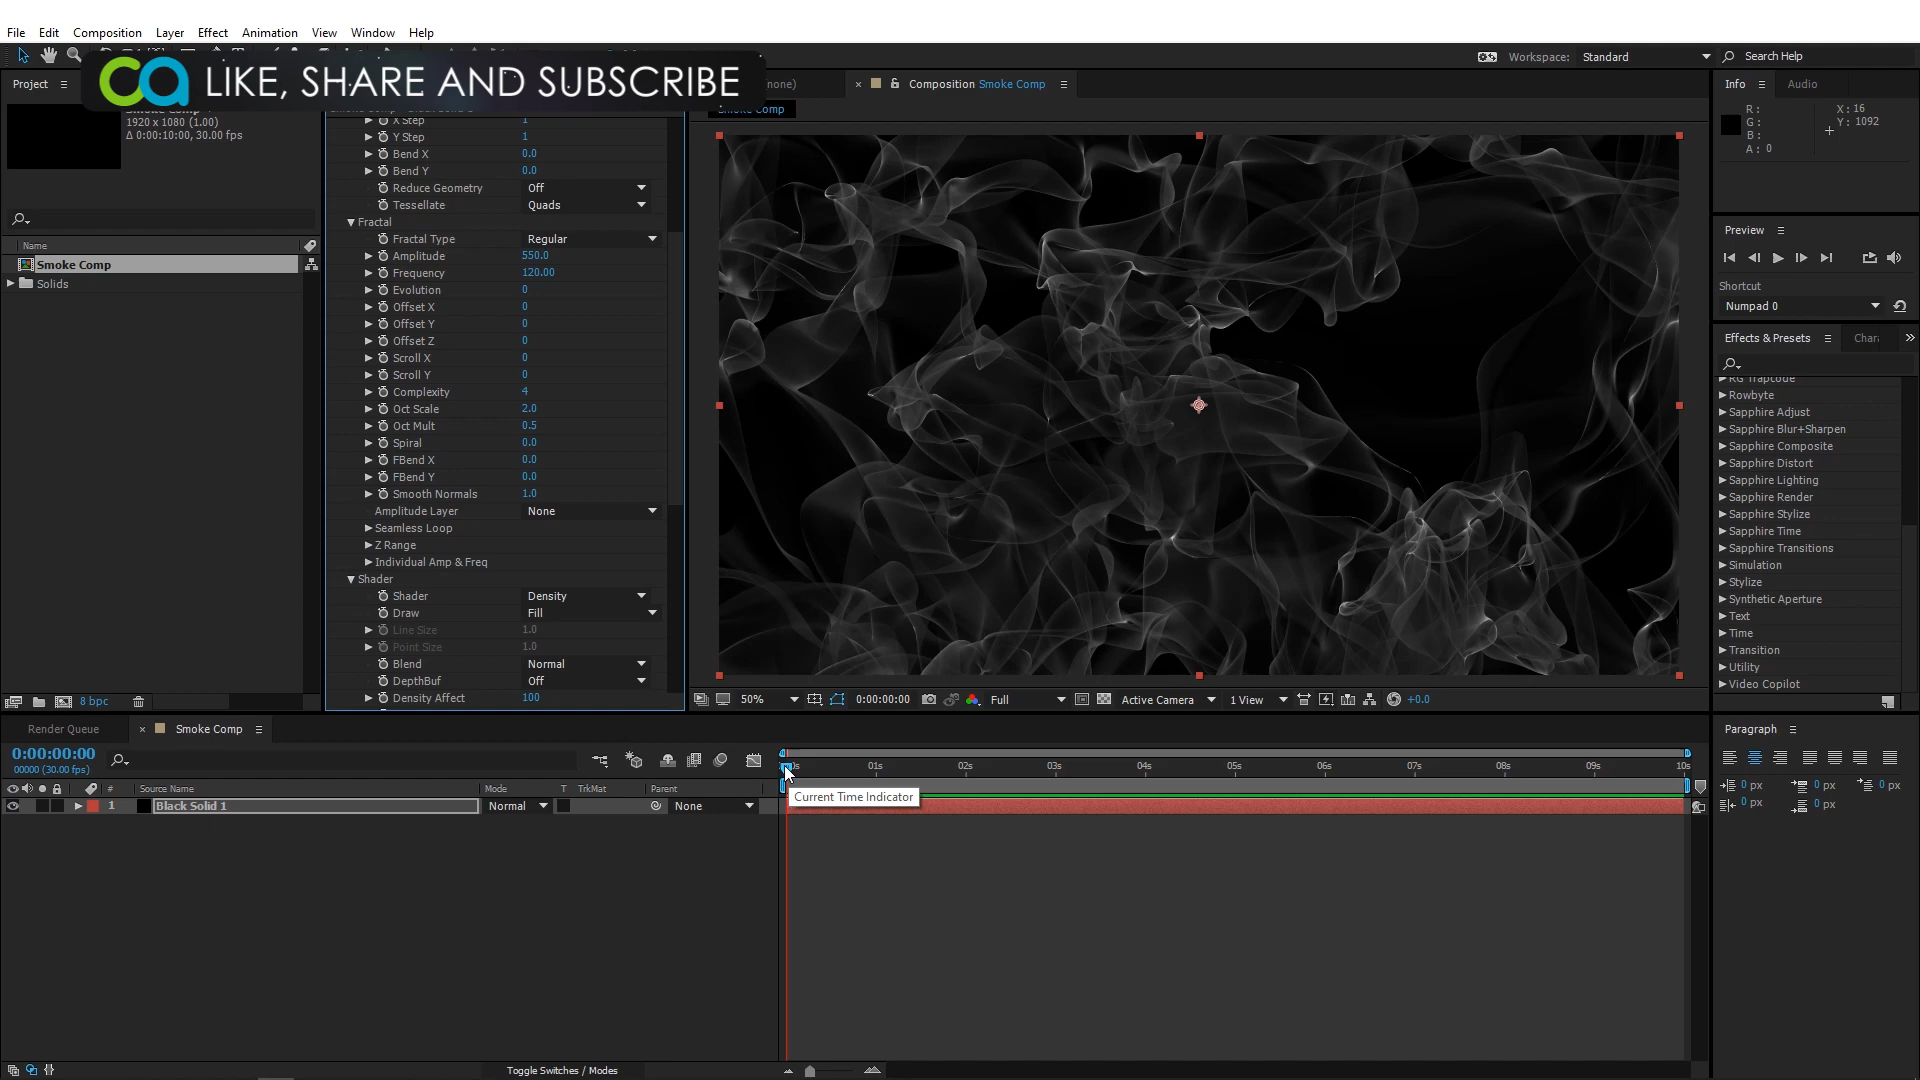 File Edit Composition Layer Effect Animation View Window Help
LIKE, SHARE AND SUBSCRIBE
Workspace: Standard
Search Help
Project
Smoke Comp
1920 x 1080 (1.00)
Δ 0:00:10:00, 30.00 fps
Name
Smoke Comp
Solids
8 bpc
X Step 1
Y Step 1
Bend X 0.0
Bend Y 0.0
Reduce Geometry Off
Tessellate Quads
Fractal
Fractal Type Regular
Amplitude 550.0
Frequency 120.00
Evolution 0
Offset X 0
Offset Y 0
Offset Z 0
Scroll X 0
Scroll Y 0
Complexity 4
Oct Scale 2.0
Oct Mult 0.5
Spiral 0.0
FBend X 0.0
FBend Y 0.0
Smooth Normals 1.0
Amplitude Layer None
Seamless Loop
Z Range
Individual Amp & Freq
Shader
Shader Density
Draw Fill
Line Size 1.0
Point Size 1.0
Blend Normal
DepthBuf Off
Density Affect 100
none)
Composition Smoke Comp
Smoke Comp
50%
0:00:00:00
Full
Active Camera
1 View
+0.0
Info Audio
R:
G:
B:
A: 0
X: 16
Y: 1092
Preview
Shortcut
Numpad 0
Effects & Presets
Chara
RG Trapcode
Rowbyte
Sapphire Adjust
Sapphire Blur+Sharpen
Sapphire Composite
Sapphire Distort
Sapphire Lighting
Sapphire Render
Sapphire Stylize
Sapphire Time
Sapphire Transitions
Simulation
Stylize
Synthetic Aperture
Text
Time
Transition
Utility
Video Copilot
Render Queue
Smoke Comp
0:00:00:00
00000 (30.00 fps)
# Source Name Mode T TrkMat Parent
1 Black Solid 1 Normal None
01s 02s 03s 04s 05s 06s 07s 08s 09s 10s
Current Time Indicator
Toggle Switches / Modes
Paragraph
0 px 0 px 0 px
0 px 0 px